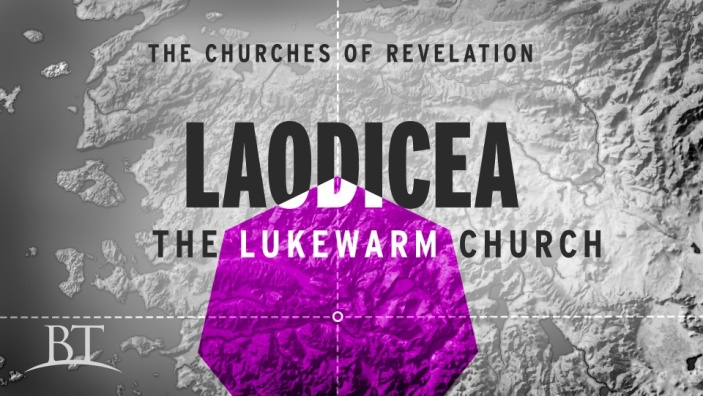 THE CHURCHES OF REVELATION
LAODICEA
THE LUKEWARM CHURCH
BT